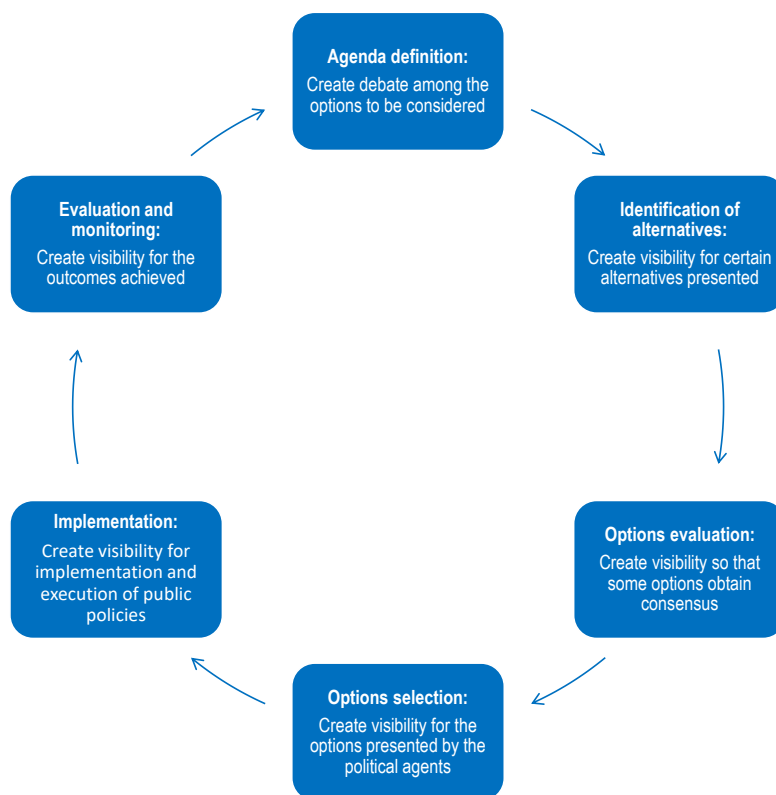 Agenda definition:
Create debate among the
options to be considered
Identification of
alternatives:
Create visibility for certain
alternatives presented
Options evaluation:
Create visibility so that
some options obtain
consensus
Options selection:
Create visibility for the
options presented by the
political agents
Implementation:
Create visibility for
implementation and
execution of public
policies
Evaluation and
monitoring:
Create visibility for the
outcomes achieved